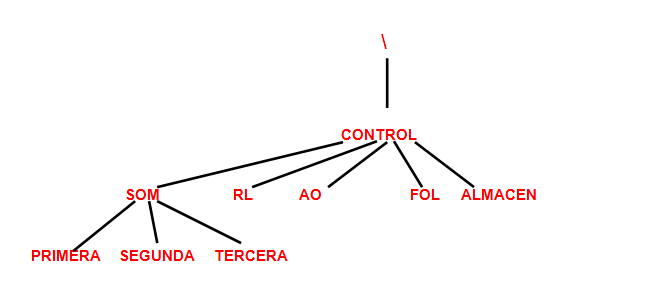 \
CONTROL
SOM RL AO FOL ALMACEN
PRIMERA SEGUNDA TERCERA